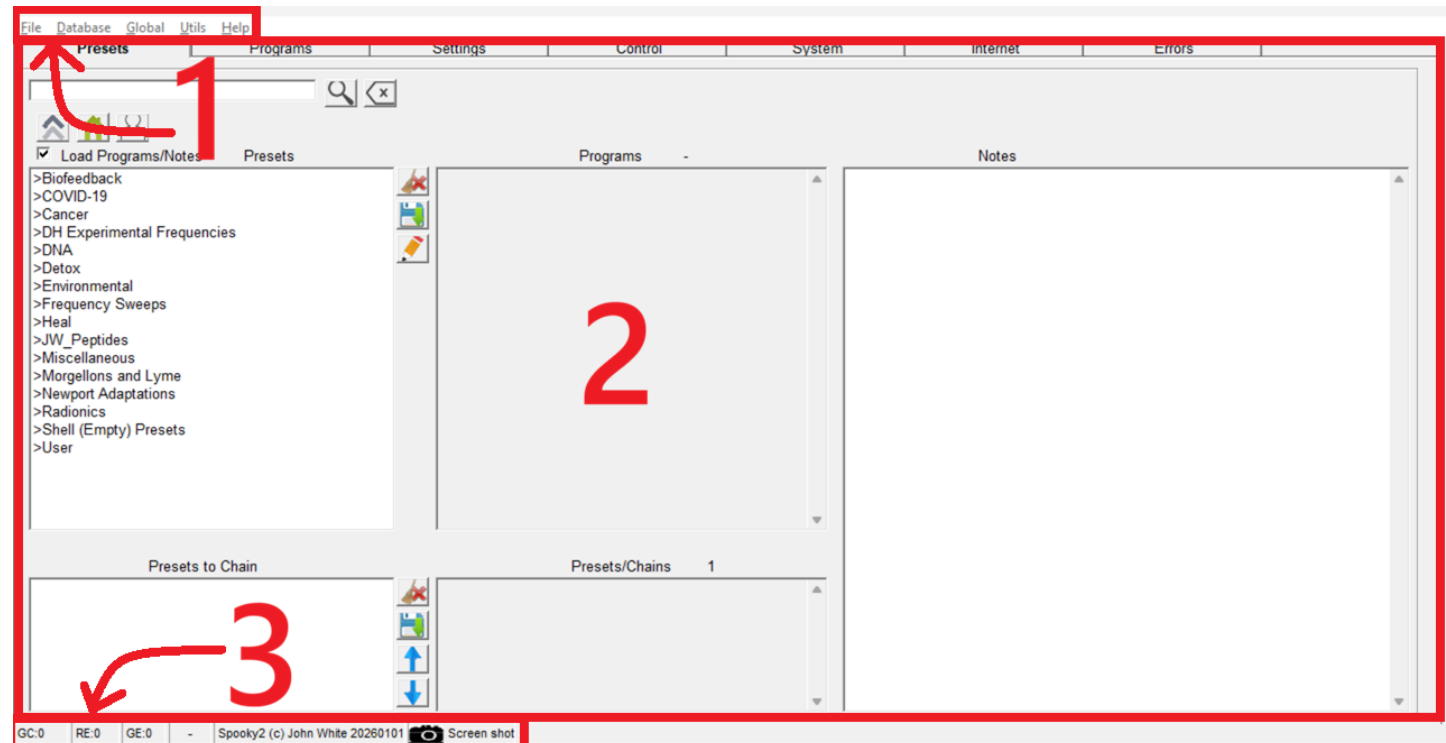 File Database Global Utils Help
Presets Programs Settings Control System Internet Errors
1
Load Programs/Notes Presets Programs - Notes
>Biofeedback
>COVID-19
>Cancer
>DH Experimental Frequencies
>DNA
>Detox
>Environmental
>Frequency Sweeps
>Heal
>JW_Peptides
>Miscellaneous
>Morgellons and Lyme
>Newport Adaptations
>Radionics
>Shell (Empty) Presets
>User
2
Presets to Chain Presets/Chains 1
3
GC:0 RE:0 GE:0 - Spooky2 (c) John White 20260101 Screen shot